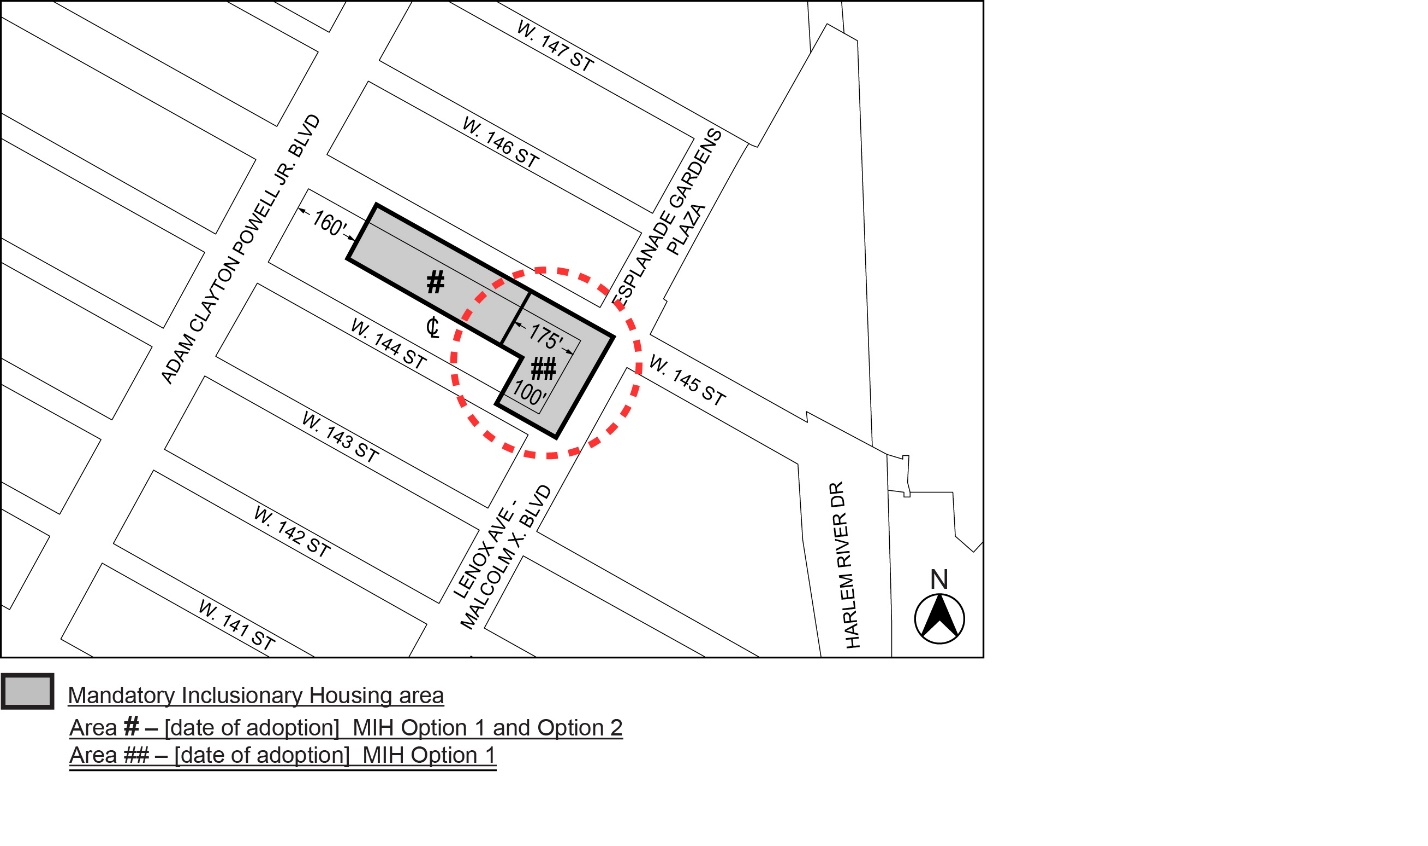 W. 147 ST
W. 146 ST
ESPLANADE GARDENS
PLAZA
ADAM CLAYTON POWELL JR. BLVD
160'
#
℄
175'
##
100'
W. 145 ST
W. 144 ST
W. 143 ST
W. 142 ST
W. 141 ST
LENOX AVE -
MALCOLM X. BLVD
HARLEM RIVER DR
N
Mandatory Inclusionary Housing area
Area # – [date of adoption] MIH Option 1 and Option 2
Area ## – [date of adoption] MIH Option 1